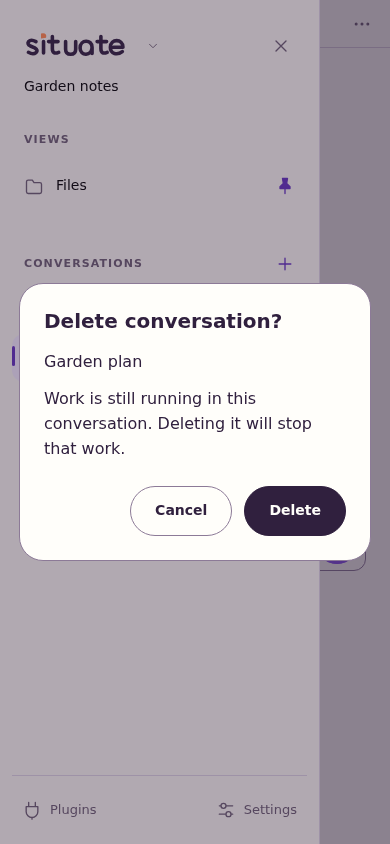 situate
Garden notes
VIEWS
Files
CONVERSATIONS
Delete conversation?
Garden plan
Work is still running in this
conversation. Deleting it will stop
that work.
Cancel
Delete
Plugins
Settings